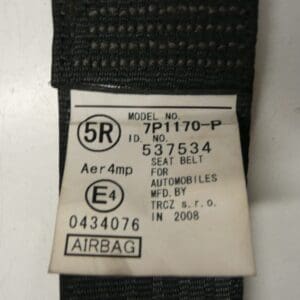 MODEL NO.
5R 7P1170-P
ID. NO.
537534
Aer4mp
SEAT BELT
FOR
AUTOMOBILES
E4
MFD.BY
TRCZ s.r.o.
0434076
IN 2008
AIRBAG